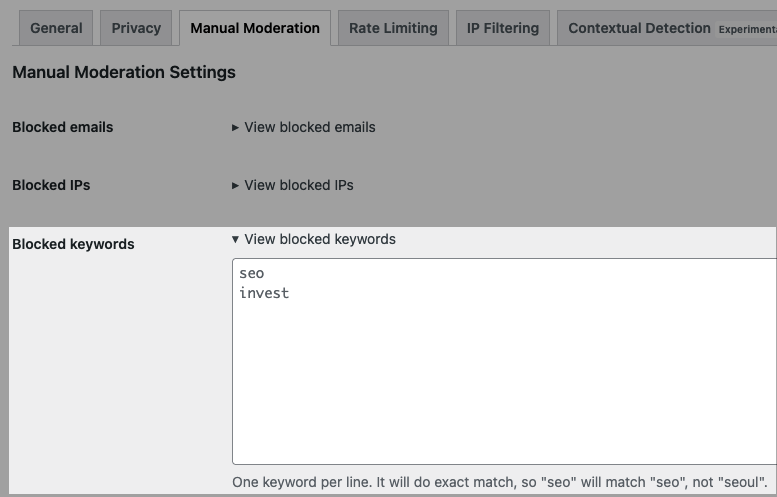 General Privacy Manual Moderation Rate Limiting IP Filtering Contextual Detection
Manual Moderation Settings
Blocked emails ▸ View blocked emails
Blocked IPs ▸ View blocked IPs
Blocked keywords ▾ View blocked keywords
seo
invest
One keyword per line. It will do exact match, so "seo" will match "seo", not "seoul".